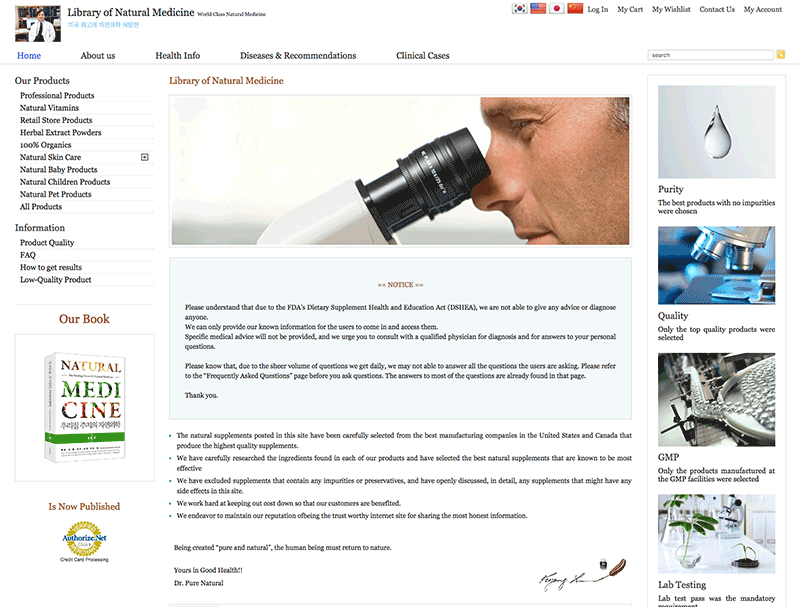 Library of Natural Medicine World Class Natural Medicine
미국 최고의 자연의학 처방전
Log In My Cart My Wishlist Contact Us My Account
Home About us Health Info Diseases & Recommendations Clinical Cases
search
Our Products
Professional Products
Natural Vitamins
Retail Store Products
Herbal Extract Powders
100% Organics
Natural Skin Care
Natural Baby Products
Natural Children Products
Natural Pet Products
All Products
Information
Product Quality
FAQ
How to get results
Low-Quality Product
Our Book
NATURAL
MEDI
CINE
우리집 주치의 자연의학
Is Now Published
Authorize.Net
Click
Credit Card Processing
Library of Natural Medicine
== NOTICE ==
Please understand that due to the FDA's Dietary Supplement Health and Education Act (DSHEA), we are not able to give any advice or diagnose
anyone.
We can only provide our known information for the users to come in and access them.
Specific medical advice will not be provided, and we urge you to consult with a qualified physician for diagnosis and for answers to your personal
questions.
Please know that, due to the sheer volume of questions we get daily, we may not able to answer all the questions the users are asking. Please refer
to the "Frequently Asked Questions" page before you ask questions. The answers to most of the questions are already found in that page.
Thank you.
The natural supplements posted in this site have been carefully selected from the best manufacturing companies in the United States and Canada that
produce the highest quality supplements.
We have carefully researched the ingredients found in each of our products and have selected the best natural supplements that are known to be most
effective
We have excluded supplements that contain any impurities or preservatives, and have openly discussed, in detail, any supplements that might have any
side effects in this site.
We work hard at keeping out cost down so that our customers are benefited.
We endeavor to maintain our reputation ofbeing the trust worthy internet site for sharing the most honest information.
Being created "pure and natural", the human being must return to nature.
Yours in Good Health!!
Dr. Pure Natural
Purity
The best products with no impurities
were chosen
Quality
Only the top quality products were
selected
GMP
Only the products manufactured at
the GMP facilities were selected
Lab Testing
Lab test pass was the mandatory
requirement